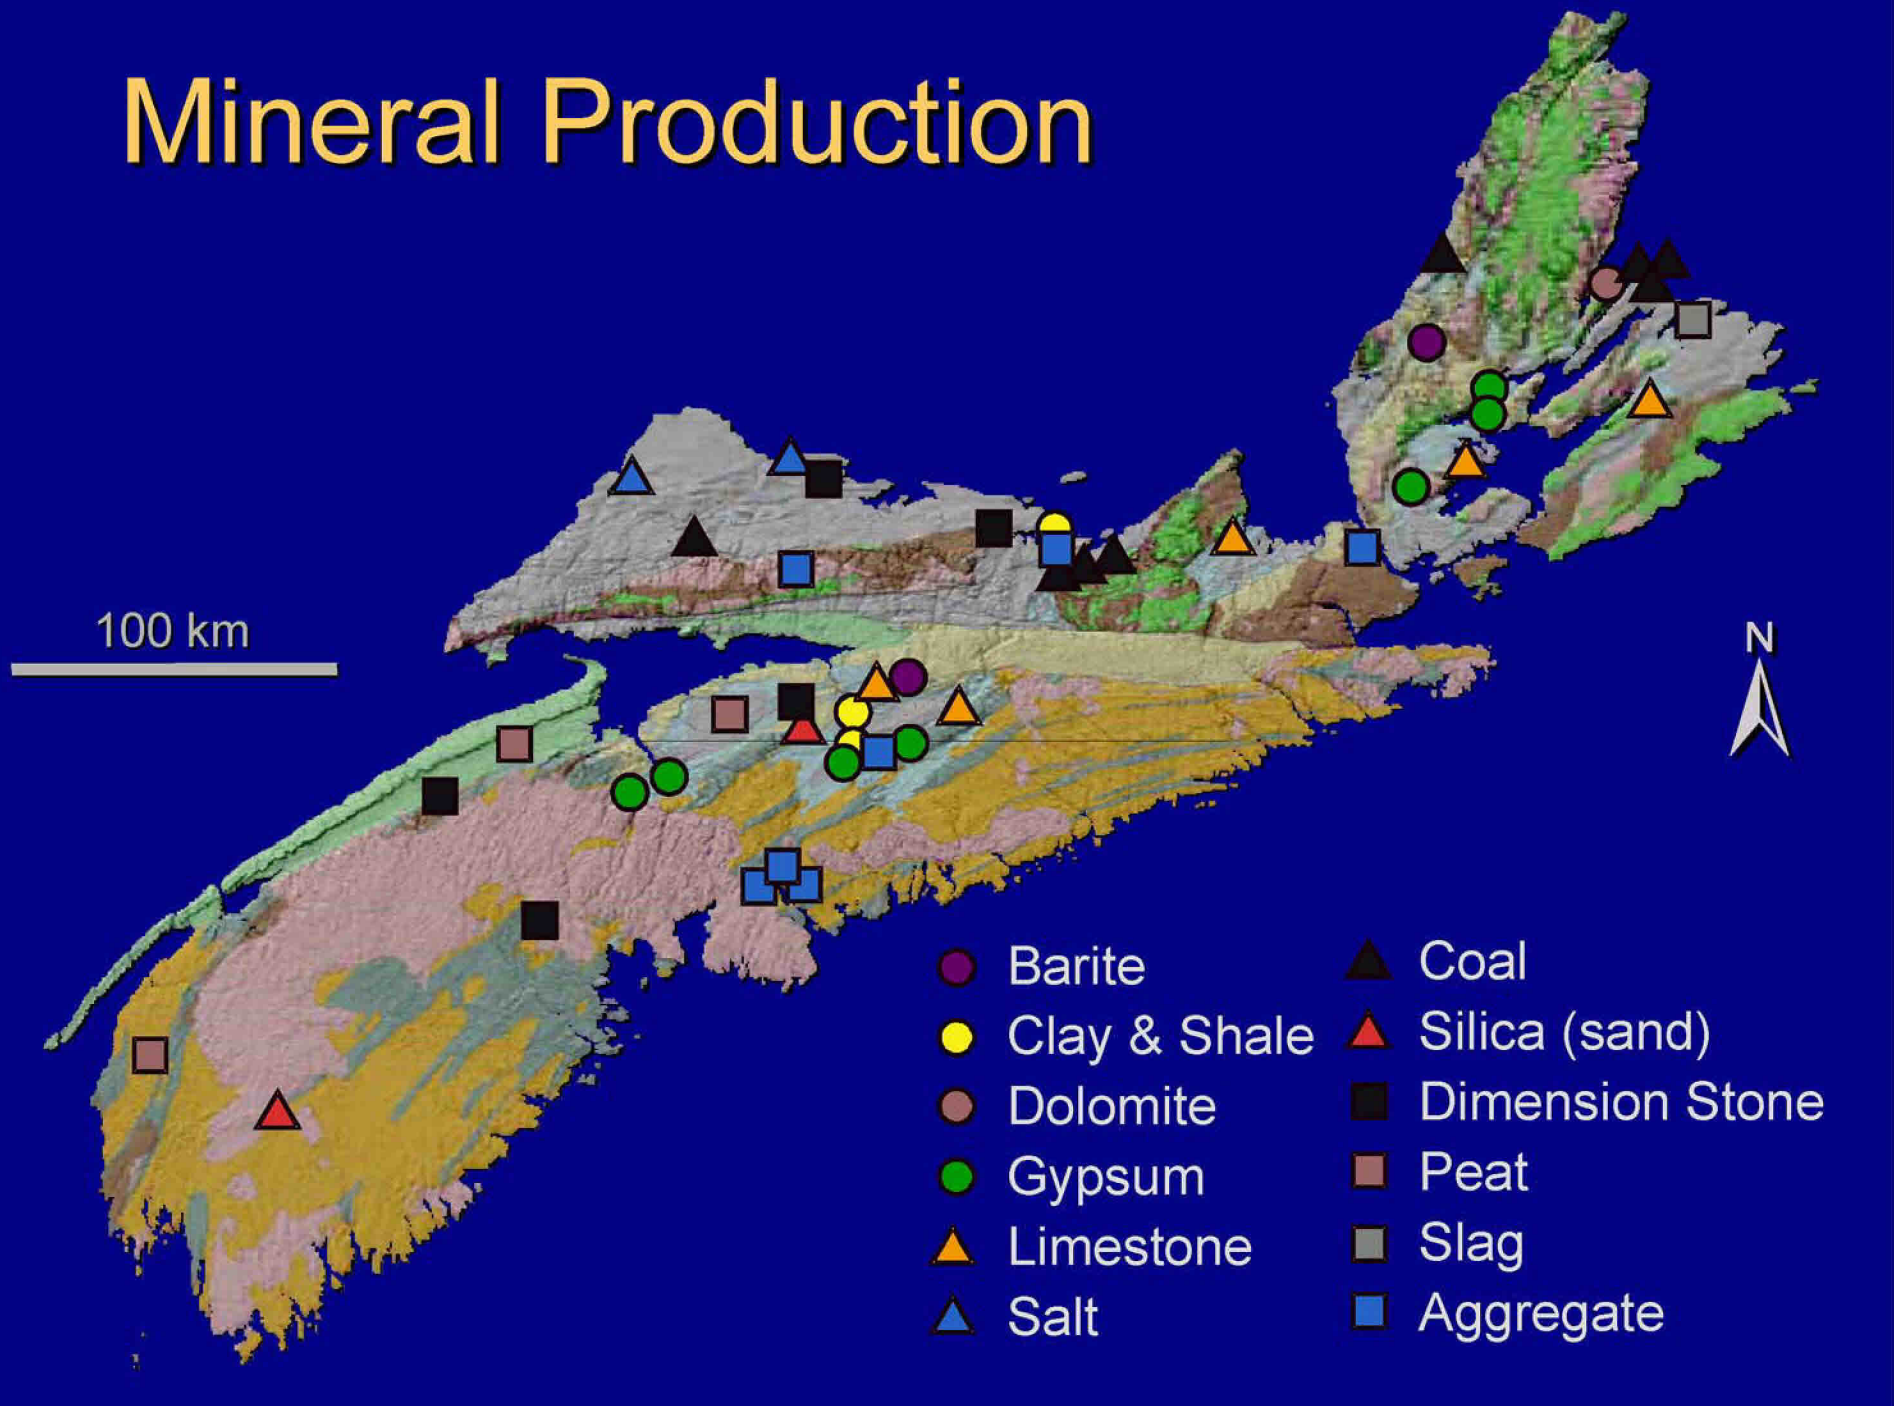 Mineral Production
100 km
N
Barite
Clay & Shale
Dolomite
Gypsum
Limestone
Salt
Coal
Silica (sand)
Dimension Stone
Peat
Slag
Aggregate